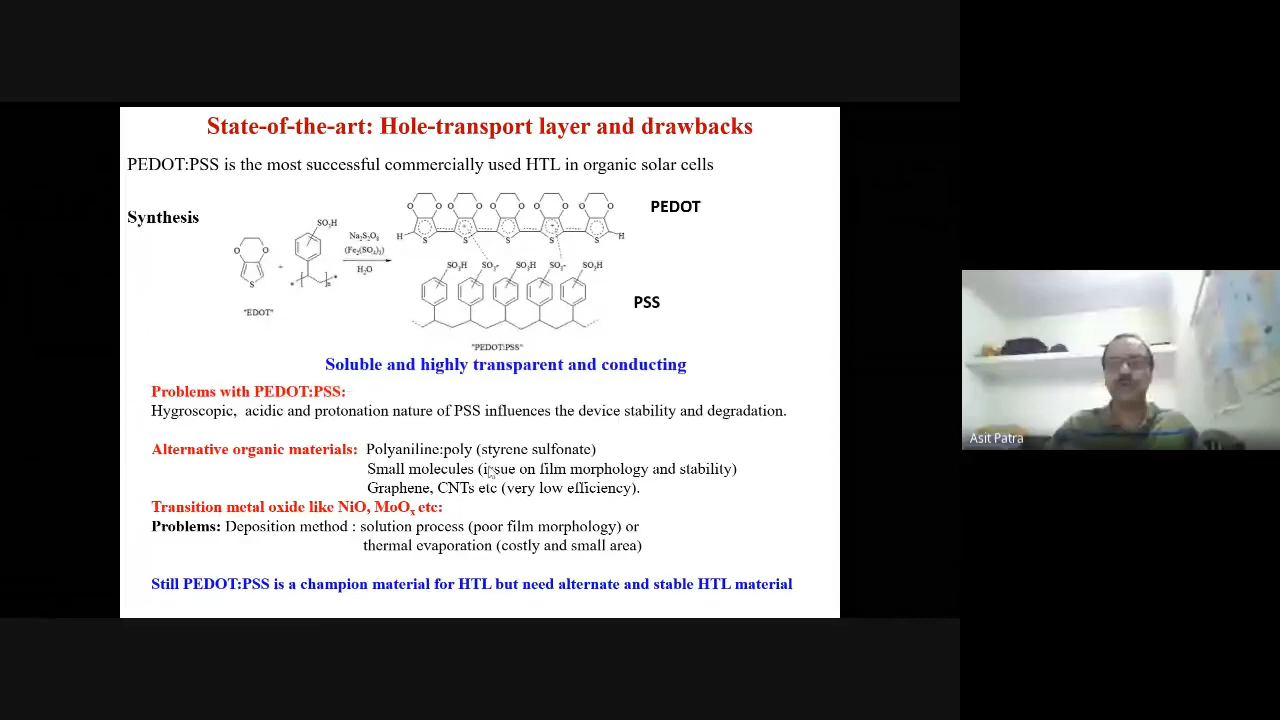 State-of-the-art: Hole-transport layer and drawbacks
PEDOT:PSS is the most successful commercially used HTL in organic solar cells
Synthesis
SO₃H
O O
S
+
* * n
Na₂S₂O₈
(Fe₂(SO₄)₃)
H₂O
"EDOT"
O O O O O O O O O O
H S S S S S H
PEDOT
SO₃H SO₃⁻ SO₃H SO₃⁻ SO₃H
PSS
"PEDOT:PSS"
Soluble and highly transparent and conducting
Problems with PEDOT:PSS:
Hygroscopic, acidic and protonation nature of PSS influences the device stability and degradation.
Alternative organic materials: Polyaniline:poly (styrene sulfonate)
Small molecules (issue on film morphology and stability)
Graphene, CNTs etc (very low efficiency).
Transition metal oxide like NiO, MoOₓ etc:
Problems: Deposition method : solution process (poor film morphology) or
thermal evaporation (costly and small area)
Still PEDOT:PSS is a champion material for HTL but need alternate and stable HTL material
Asit Patra